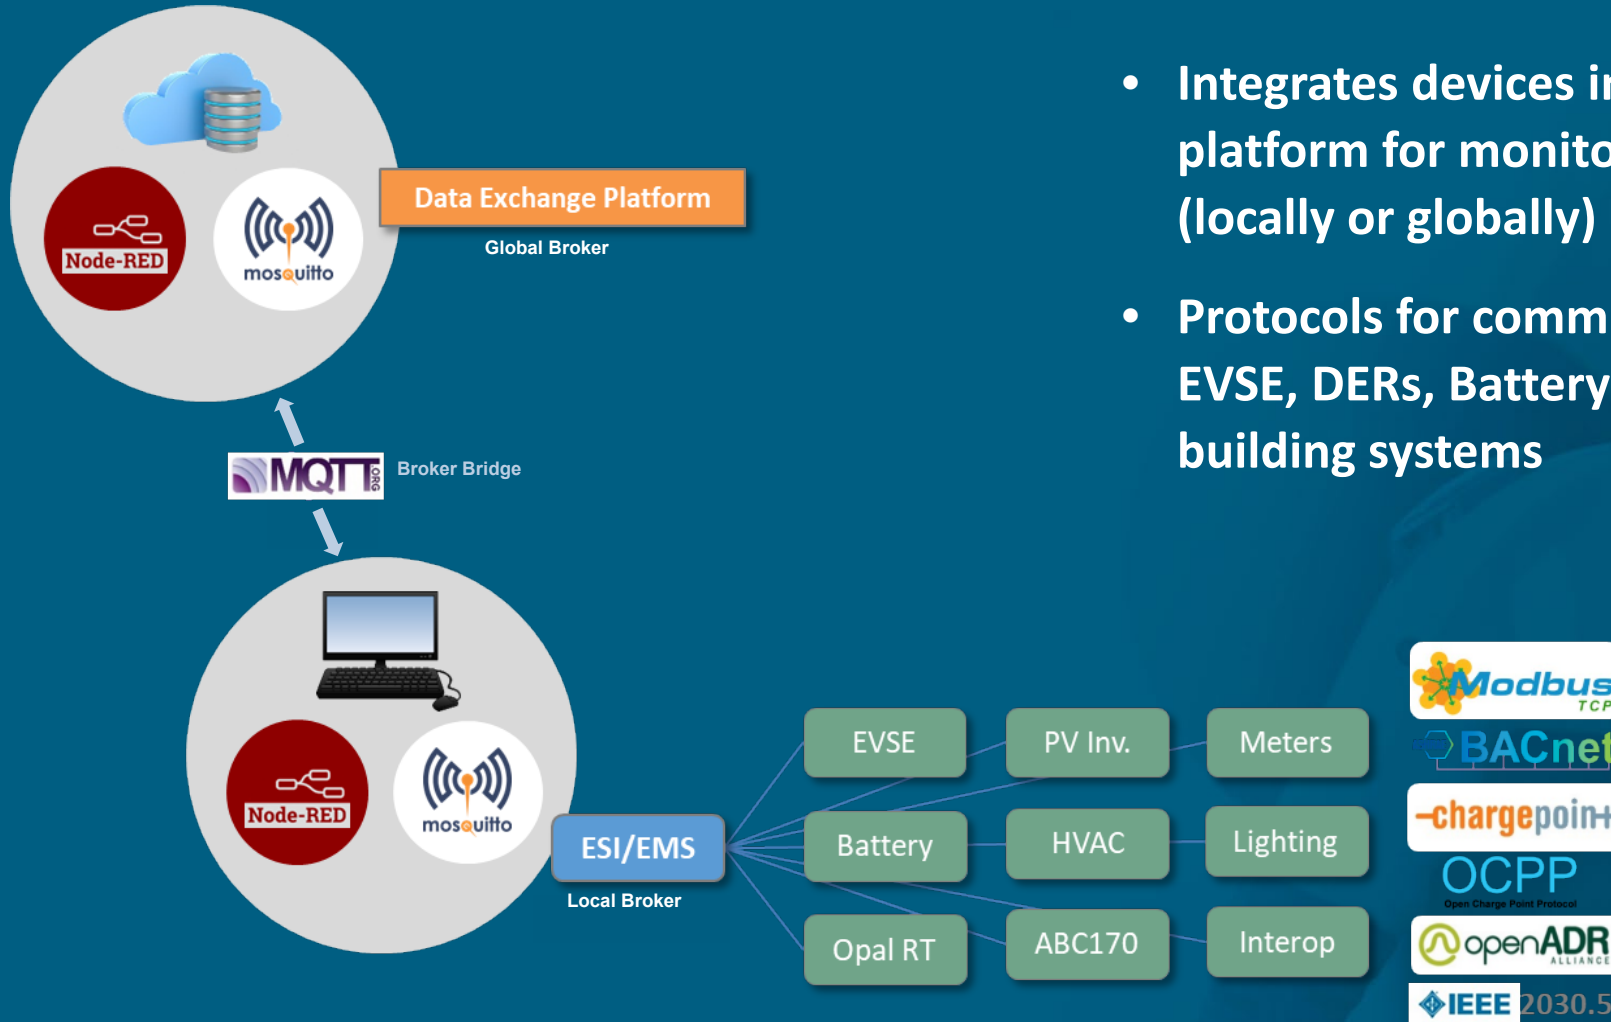 Node-RED
mosquitto
Data Exchange Platform
Global Broker
MQTT.ORG
Broker Bridge
Node-RED
mosquitto
ESI/EMS
Local Broker
EVSE
PV Inv.
Meters
Battery
HVAC
Lighting
Opal RT
ABC170
Interop
• Integrates devices
platform for
(locally or globally)
• Protocols for
EVSE, DERs, Battery
building systems
Modbus
TCP
BACnet
-chargepoin+
OCPP
Open Charge Point Protocol
openADR
ALLIANCE
IEEE 2030.5